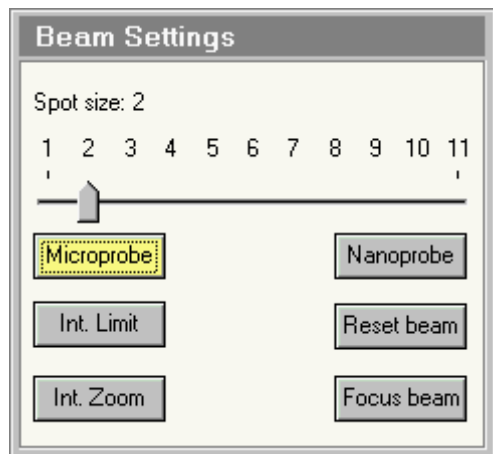 Beam Settings
Spot size: 2
1 2 3 4 5 6 7 8 9 10 11
Microprobe Nanoprobe
Int. Limit Reset beam
Int. Zoom Focus beam